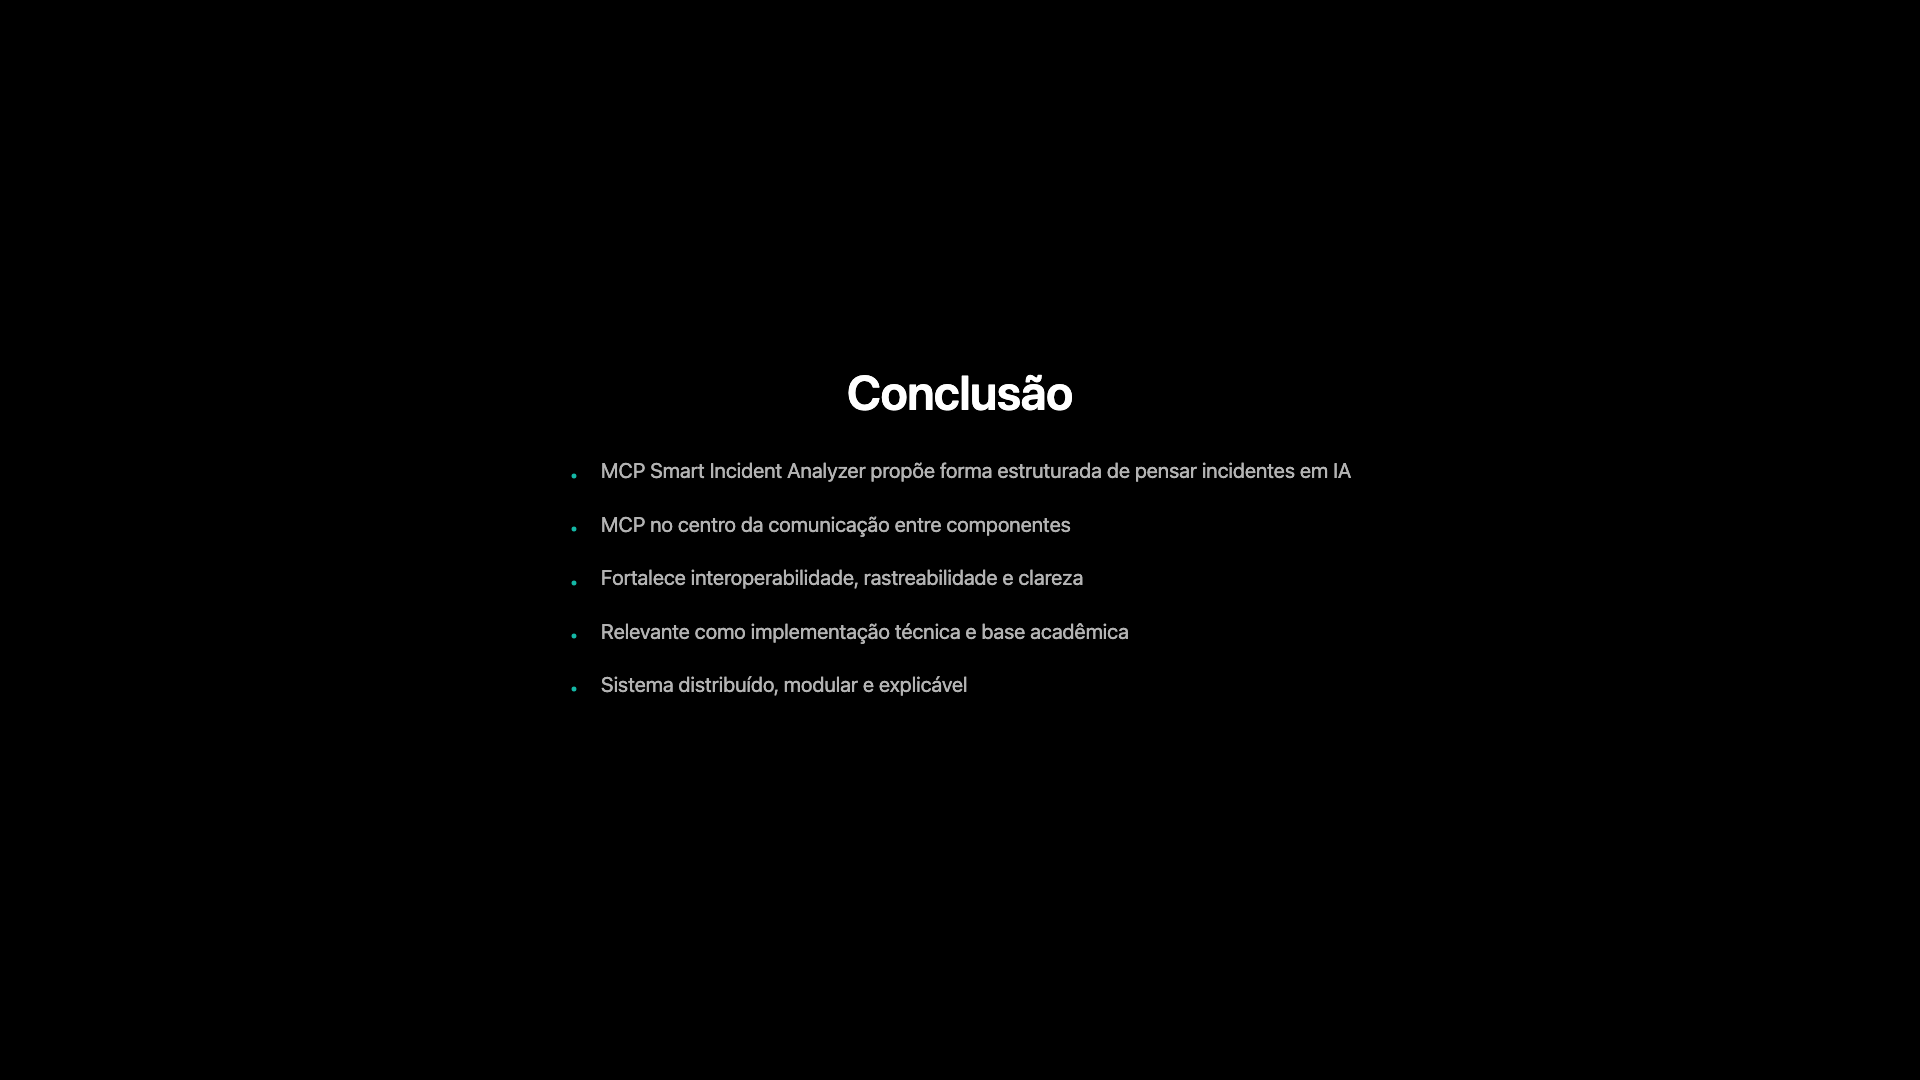 Conclusão
MCP Smart Incident Analyzer propõe forma estruturada de pensar incidentes em IA
MCP no centro da comunicação entre componentes
Fortalece interoperabilidade, rastreabilidade e clareza
Relevante como implementação técnica e base acadêmica
Sistema distribuído, modular e explicável